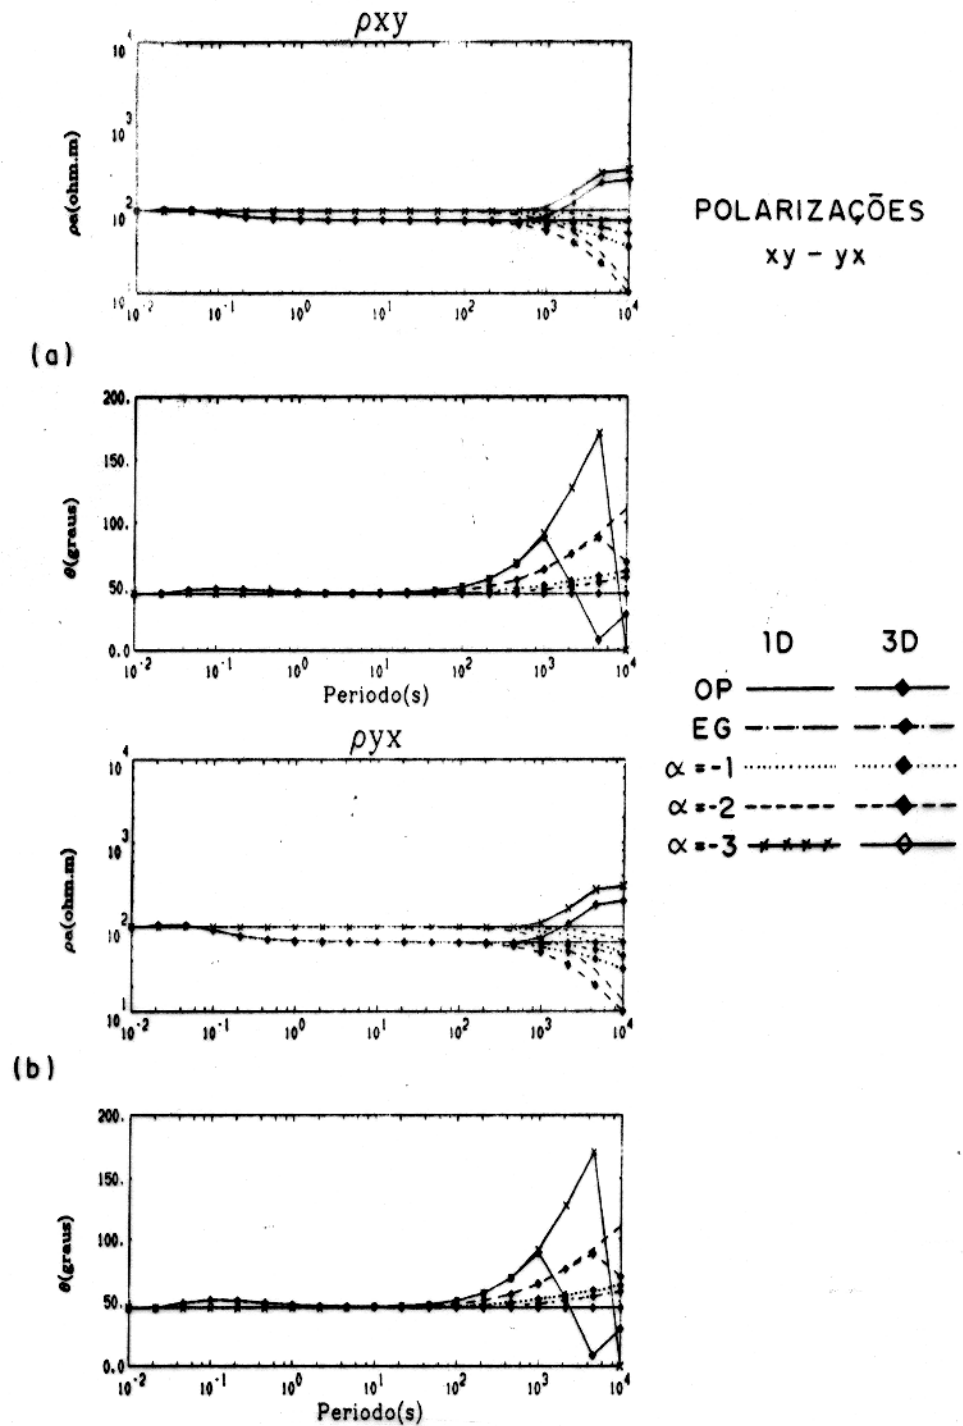 ρxy
10⁴
10³
10²
10¹
ρa(ohm.m)
10⁻² 10⁻¹ 10⁰ 10¹ 10² 10³ 10⁴
POLARIZAÇÕES
xy - yx
(a)
200.
150.
100.
50.
0.0
θ(graus)
10⁻² 10⁻¹ 10⁰ 10¹ 10² 10³ 10⁴
Periodo(s)
1D 3D
OP
EG
α=-1
α=-2
α=-3
ρyx
10⁴
10³
10²
10¹
ρa(ohm.m)
10⁻² 10⁻¹ 10⁰ 10¹ 10² 10³ 10⁴
(b)
200.
150.
100.
50.
0.0
θ(graus)
10⁻² 10⁻¹ 10⁰ 10¹ 10² 10³ 10⁴
Periodo(s)